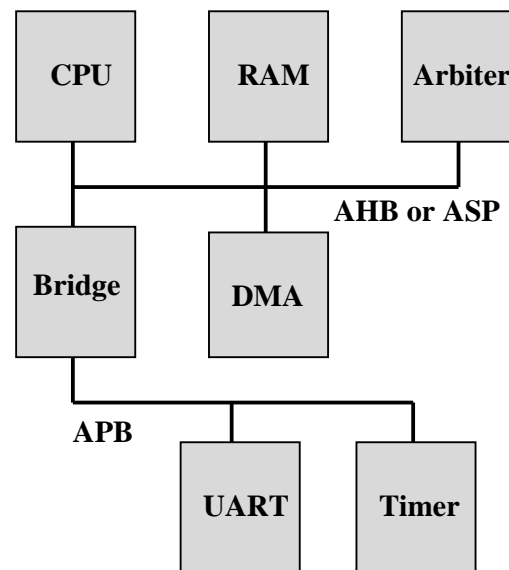 CPU
RAM
Arbiter
AHB or ASP
Bridge
DMA
APB
UART
Timer